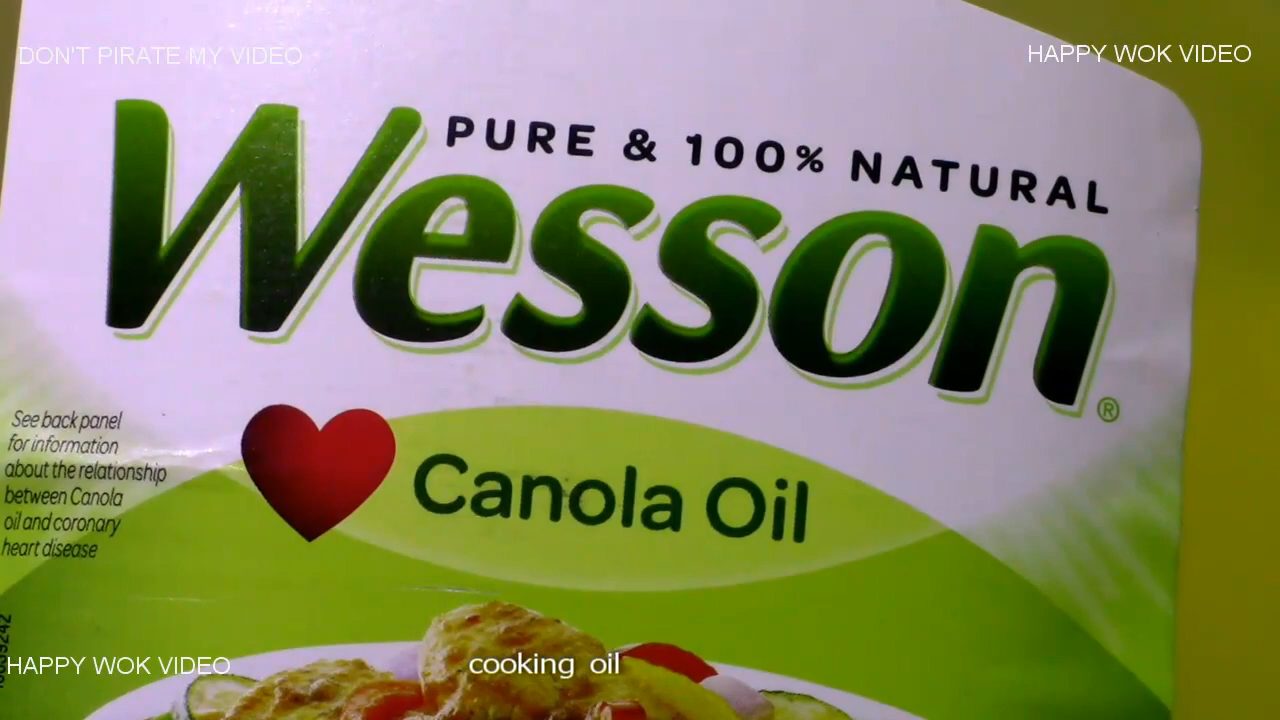 DON'T PIRATE MY VIDEO
HAPPY WOK VIDEO
PURE & 100% NATURAL
Wesson®
See back panel
for information
about the relationship
between Canola
oil and coronary
heart disease
Canola Oil
HAPPY WOK VIDEO
cooking oil